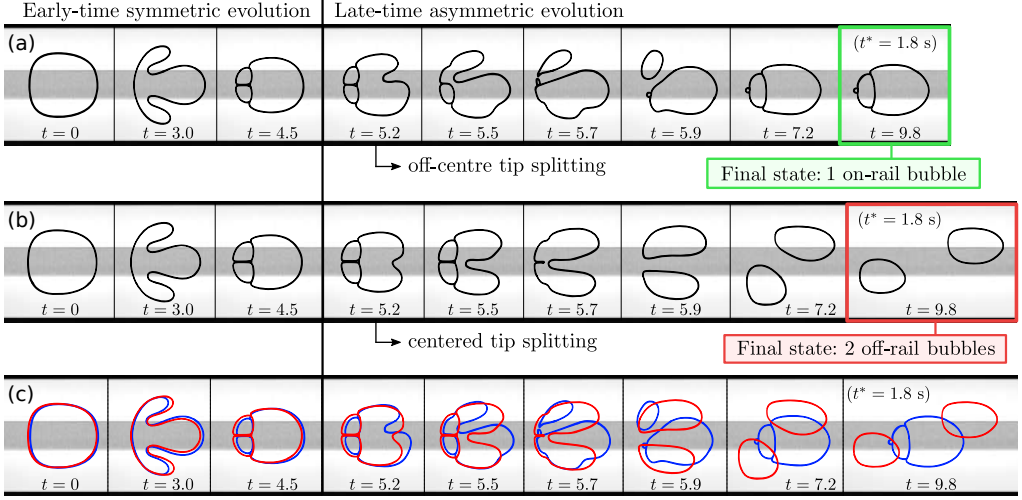 Early-time symmetric evolution
Late-time asymmetric evolution
(a)
(t* = 1.8 s)
t = 0
t = 3.0
t = 4.5
t = 5.2
t = 5.5
t = 5.7
t = 5.9
t = 7.2
t = 9.8
off-centre tip splitting
Final state: 1 on-rail bubble
(b)
(t* = 1.8 s)
t = 0
t = 3.0
t = 4.5
t = 5.2
t = 5.5
t = 5.7
t = 5.9
t = 7.2
t = 9.8
centered tip splitting
Final state: 2 off-rail bubbles
(c)
(t* = 1.8 s)
t = 0
t = 3.0
t = 4.5
t = 5.2
t = 5.5
t = 5.7
t = 5.9
t = 7.2
t = 9.8